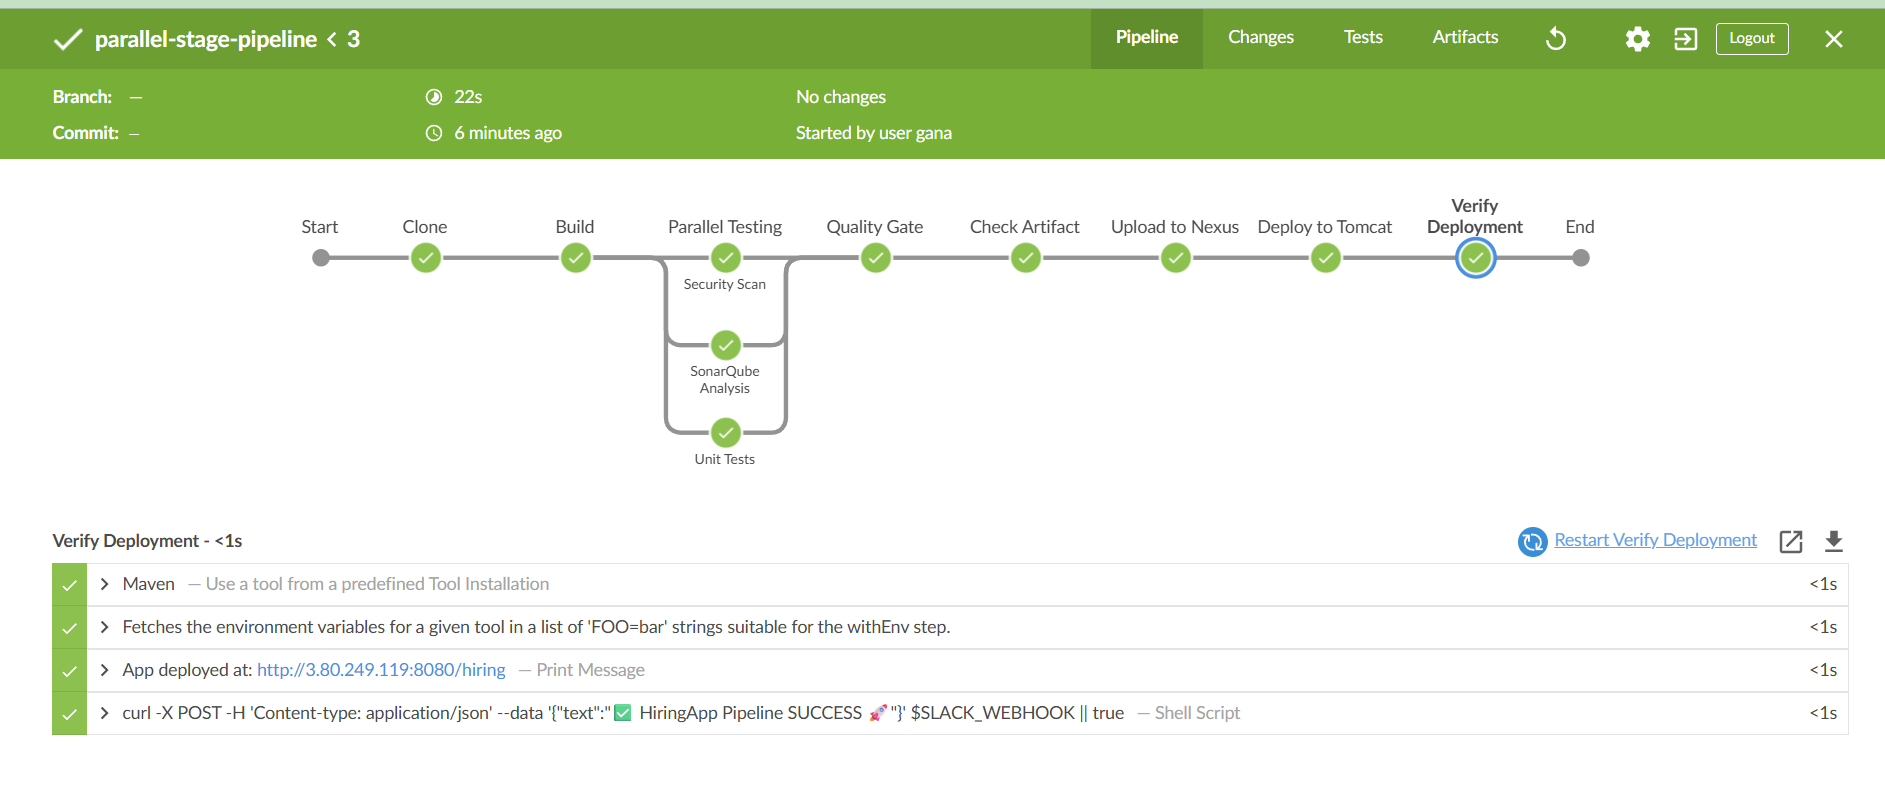 parallel-stage-pipeline < 3
Pipeline
Changes
Tests
Artifacts
Logout
Branch: —
22s
No changes
Commit: —
6 minutes ago
Started by user gana
Start
Clone
Build
Parallel Testing
Quality Gate
Check Artifact
Upload to Nexus
Deploy to Tomcat
Verify
Deployment
End
Security Scan
SonarQube
Analysis
Unit Tests
Verify Deployment - <1s
Restart Verify Deployment
Maven — Use a tool from a predefined Tool Installation <1s
Fetches the environment variables for a given tool in a list of 'FOO=bar' strings suitable for the withEnv step. <1s
App deployed at: http://3.80.249.119:8080/hiring — Print Message <1s
curl -X POST -H 'Content-type: application/json' --data '{"text":"✅ HiringApp Pipeline SUCCESS 🚀"}' $SLACK_WEBHOOK || true — Shell Script <1s